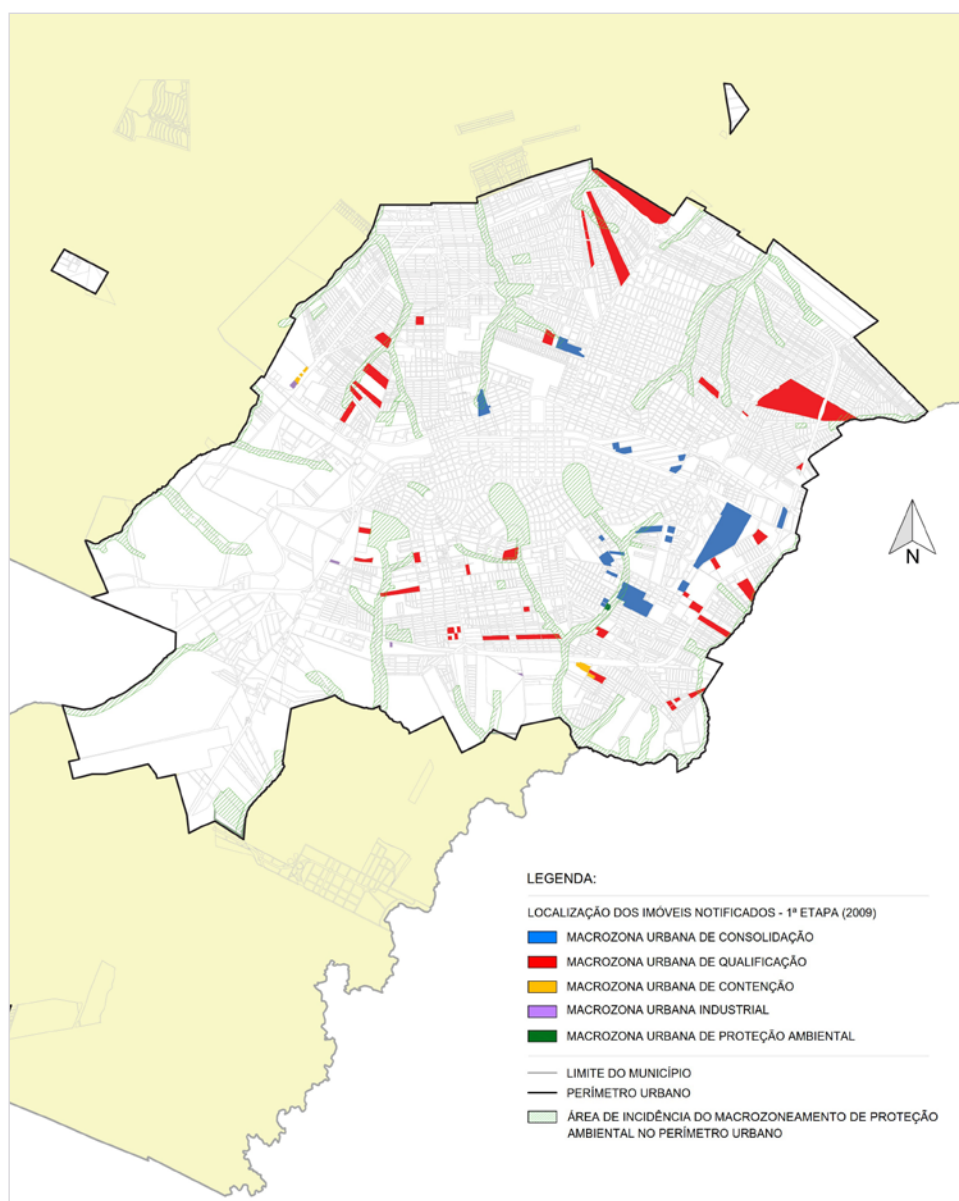 N
LEGENDA:
LOCALIZAÇÃO DOS IMÓVEIS NOTIFICADOS - 1ª ETAPA (2009)
MACROZONA URBANA DE CONSOLIDAÇÃO
MACROZONA URBANA DE QUALIFICAÇÃO
MACROZONA URBANA DE CONTENÇÃO
MACROZONA URBANA INDUSTRIAL
MACROZONA URBANA DE PROTEÇÃO AMBIENTAL
LIMITE DO MUNICÍPIO
PERÍMETRO URBANO
ÁREA DE INCIDÊNCIA DO MACROZONEAMENTO DE PROTEÇÃO
AMBIENTAL NO PERÍMETRO URBANO